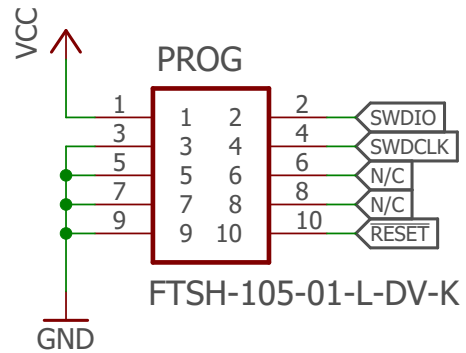 VCC
PROG
1 1 2 2 SWDIO
3 3 4 4 SWDCLK
5 5 6 6 N/C
7 7 8 8 N/C
9 9 10 10 RESET
FTSH-105-01-L-DV-K
GND